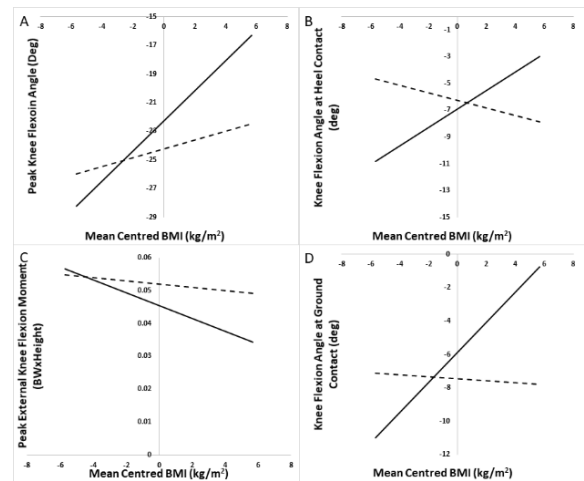 A
Peak Knee Flexoin Angle (Deg)
-15
-17
-19
-21
-23
-25
-27
-29
-8 -6 -4 -2 0 2 4 6 8
Mean Centred BMI (kg/m²)
B
Knee Flexion Angle at Heel Contact
(deg)
-1
-3
-5
-7
-9
-11
-13
-15
-8 -6 -4 -2 0 2 4 6 8
Mean Centred BMI (kg/m²)
C
Peak External Knee Flexion Moment
(BWxHeight)
0.06
0.05
0.04
0.03
0.02
0.01
0
-8 -6 -4 -2 0 2 4 6 8
Mean Centred BMI (kg/m²)
D
Knee Flexion Angle at Ground
Contact (deg)
0
-2
-4
-6
-8
-10
-12
-8 -6 -4 -2 0 2 4 6 8
Mean Centred BMI (kg/m²)